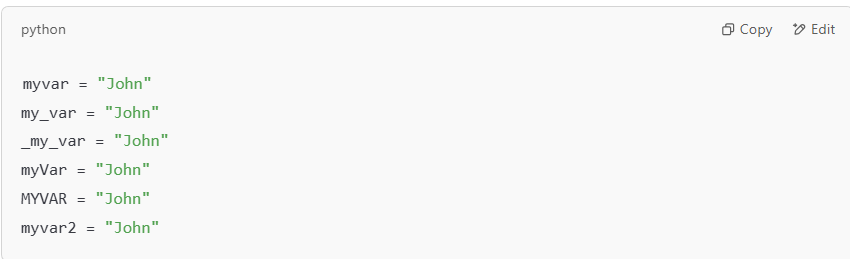 python Copy Edit
myvar = "John"
my_var = "John"
_my_var = "John"
myVar = "John"
MYVAR = "John"
myvar2 = "John"